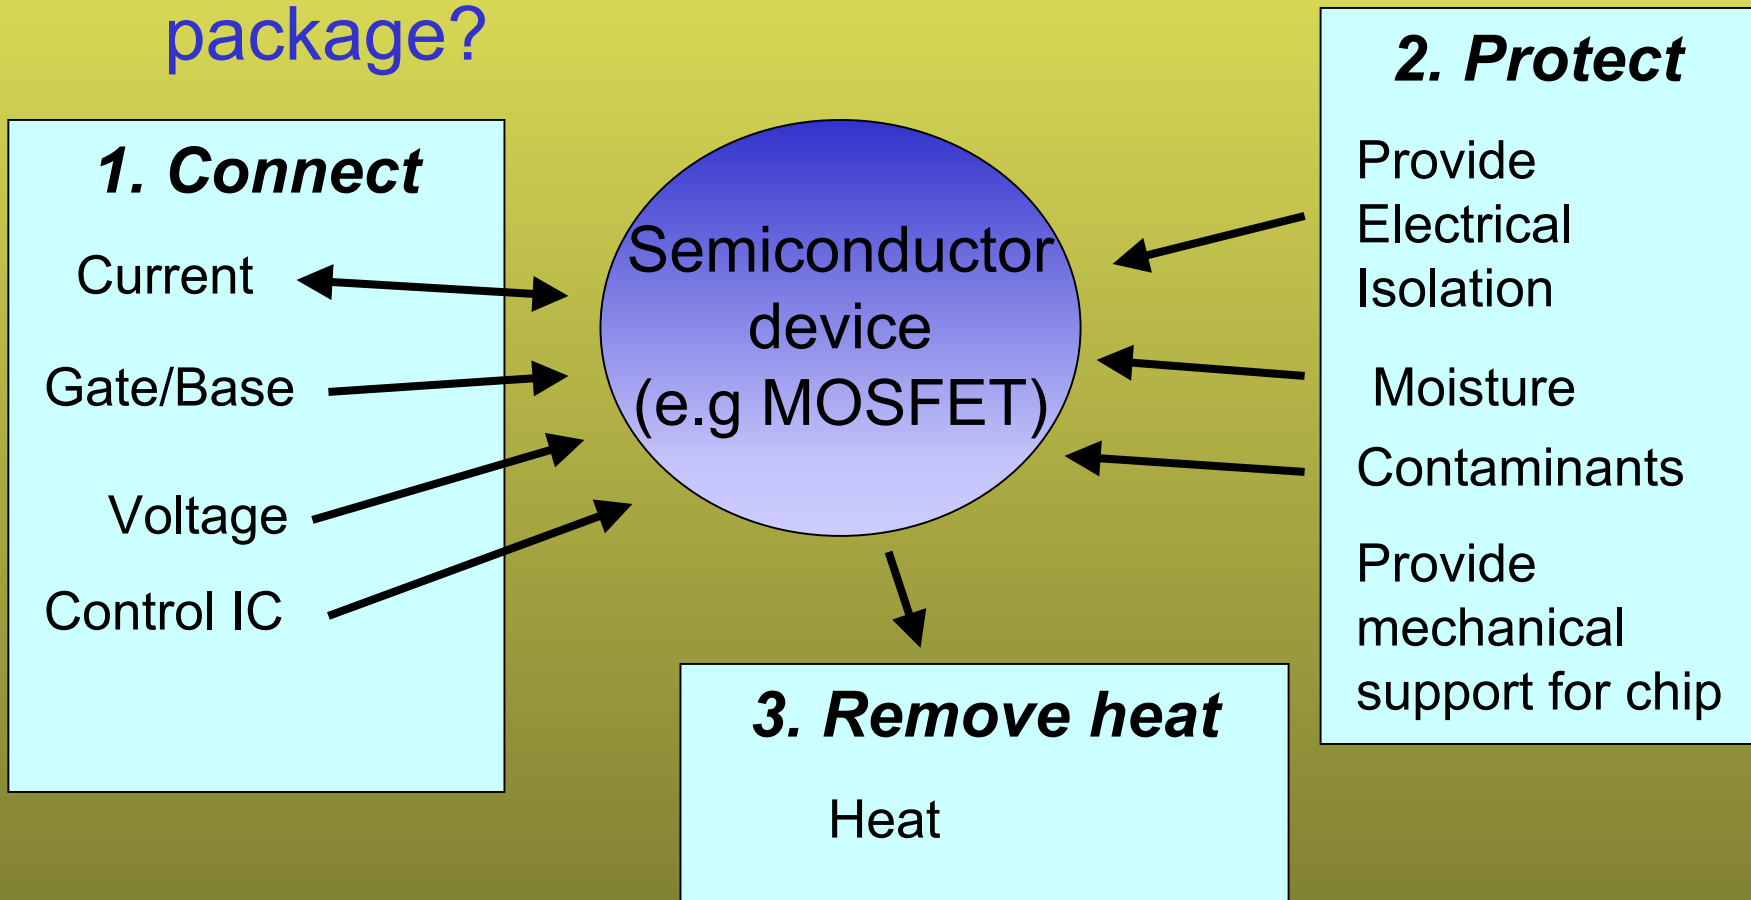 package?
1. Connect
Current
Gate/Base
Voltage
Control IC
Semiconductor
device
(e.g MOSFET)
2. Protect
Provide
Electrical
Isolation
Moisture
Contaminants
Provide
mechanical
support for chip
3. Remove heat
Heat